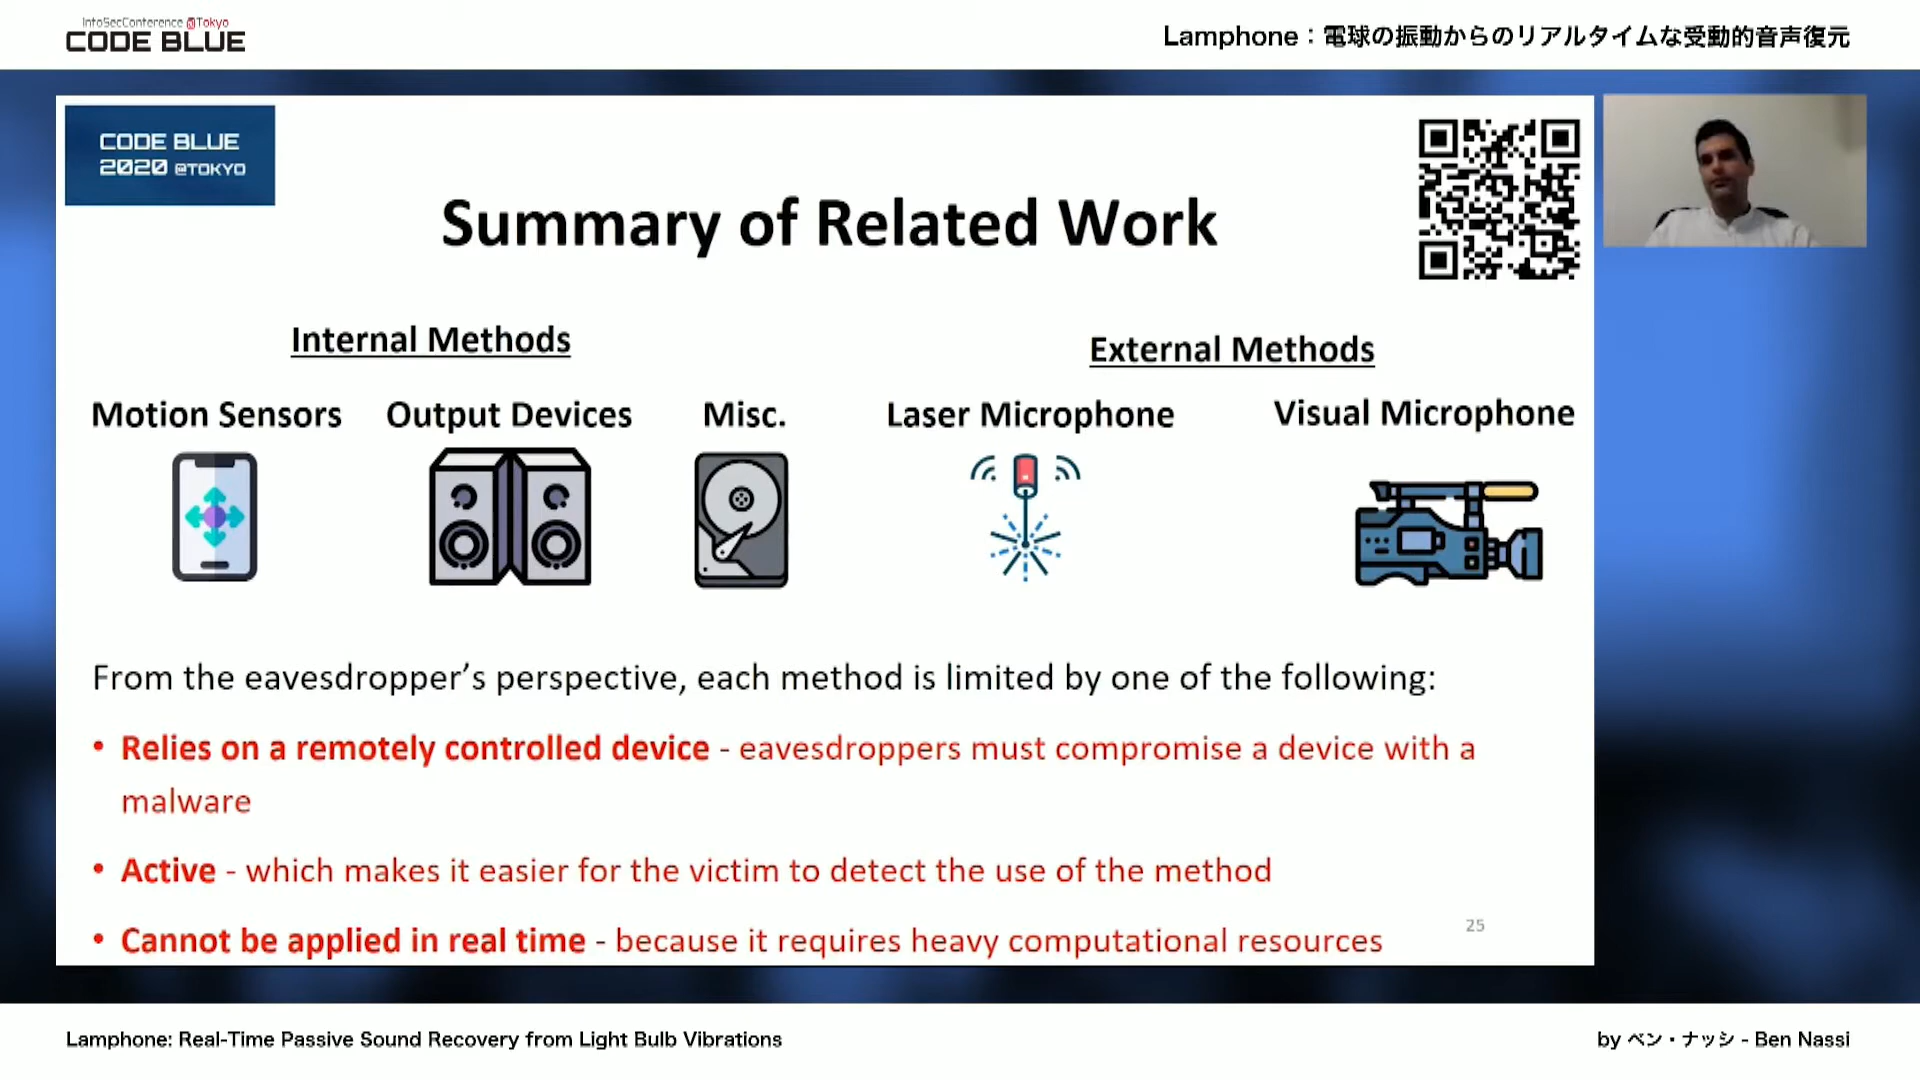 InfoSecConference @Tokyo
CODE BLUE
Lamphone：電球の振動からのリアルタイムな受動的音声復元
CODE BLUE
2020 @TOKYO
Summary of Related Work
Internal Methods
External Methods
Motion Sensors
Output Devices
Misc.
Laser Microphone
Visual Microphone
From the eavesdropper’s perspective, each method is limited by one of the following:
• Relies on a remotely controlled device - eavesdroppers must compromise a device with a
malware
• Active - which makes it easier for the victim to detect the use of the method
• Cannot be applied in real time - because it requires heavy computational resources
25
Lamphone: Real-Time Passive Sound Recovery from Light Bulb Vibrations
by ベン・ナッシ - Ben Nassi